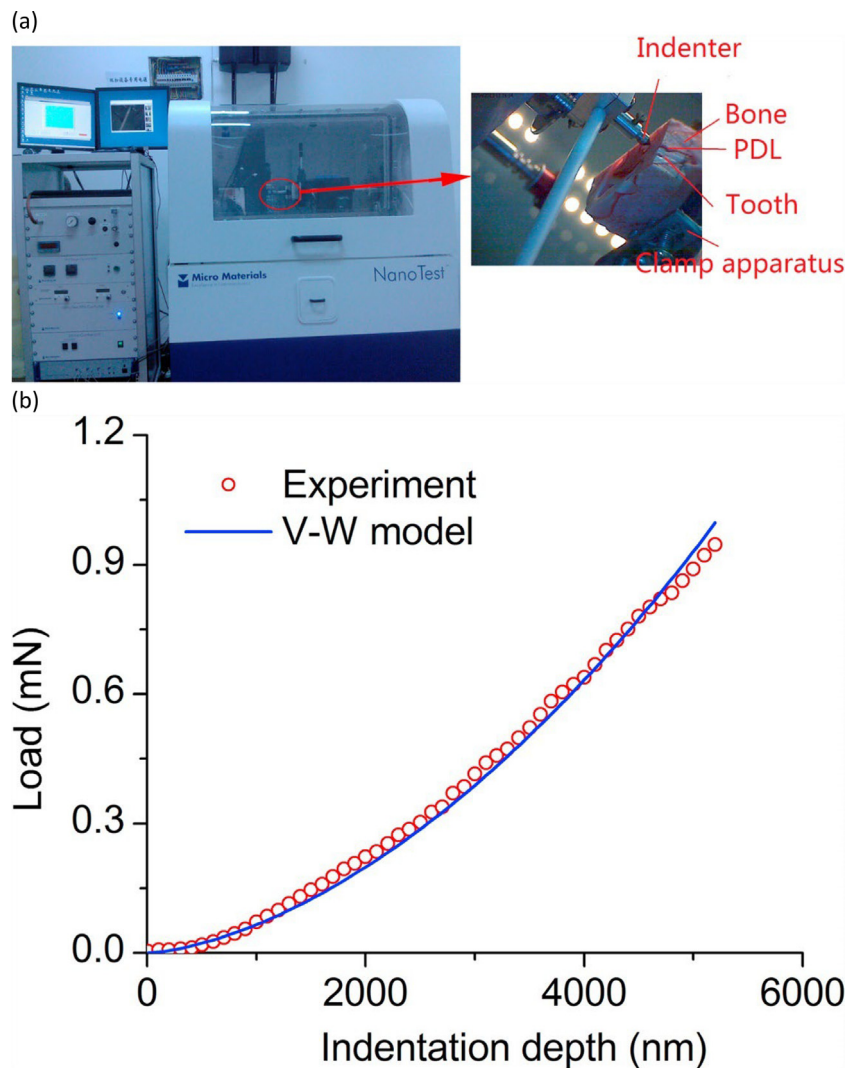 (a)
Indenter
Bone
PDL
Tooth
Clamp apparatus
Micro Materials
NanoTest
(b)
1.2
0.9
0.6
0.3
0.0
Experiment
V-W model
Load (mN)
0 2000 4000 6000
Indentation depth (nm)